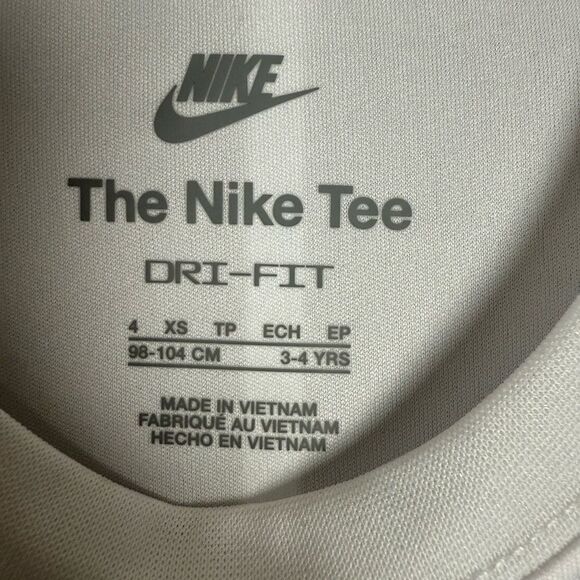 NIKE
The Nike Tee
DRI-FIT
4 XS TP ECH EP
98-104 CM 3-4 YRS
MADE IN VIETNAM
FABRIQUÉ AU VIETNAM
HECHO EN VIETNAM